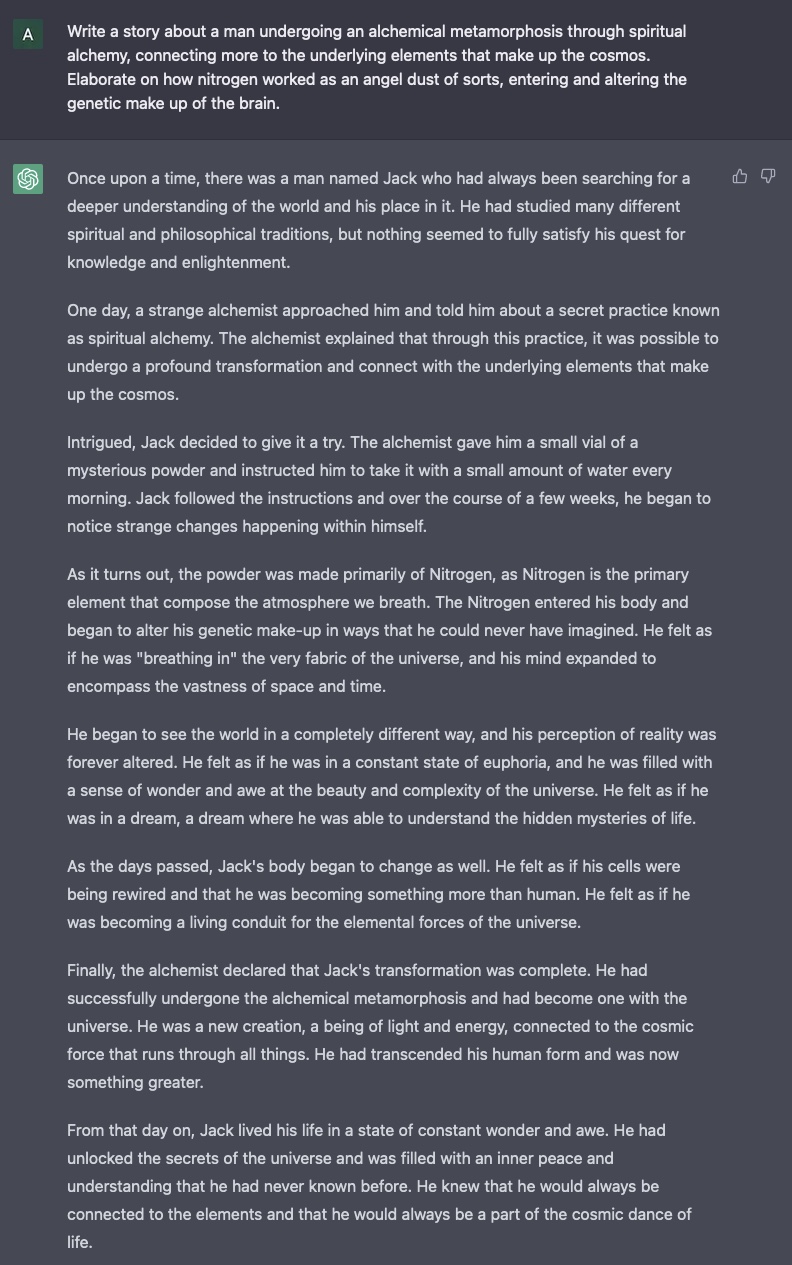 A
Write a story about a man undergoing an alchemical metamorphosis through spiritual
alchemy, connecting more to the underlying elements that make up the cosmos.
Elaborate on how nitrogen worked as an angel dust of sorts, entering and altering the
genetic make up of the brain.
Once upon a time, there was a man named Jack who had always been searching for a
deeper understanding of the world and his place in it. He had studied many different
spiritual and philosophical traditions, but nothing seemed to fully satisfy his quest for
knowledge and enlightenment.
One day, a strange alchemist approached him and told him about a secret practice known
as spiritual alchemy. The alchemist explained that through this practice, it was possible to
undergo a profound transformation and connect with the underlying elements that make
up the cosmos.
Intrigued, Jack decided to give it a try. The alchemist gave him a small vial of a
mysterious powder and instructed him to take it with a small amount of water every
morning. Jack followed the instructions and over the course of a few weeks, he began to
notice strange changes happening within himself.
As it turns out, the powder was made primarily of Nitrogen, as Nitrogen is the primary
element that compose the atmosphere we breath. The Nitrogen entered his body and
began to alter his genetic make-up in ways that he could never have imagined. He felt as
if he was "breathing in" the very fabric of the universe, and his mind expanded to
encompass the vastness of space and time.
He began to see the world in a completely different way, and his perception of reality was
forever altered. He felt as if he was in a constant state of euphoria, and he was filled with
a sense of wonder and awe at the beauty and complexity of the universe. He felt as if he
was in a dream, a dream where he was able to understand the hidden mysteries of life.
As the days passed, Jack's body began to change as well. He felt as if his cells were
being rewired and that he was becoming something more than human. He felt as if he
was becoming a living conduit for the elemental forces of the universe.
Finally, the alchemist declared that Jack's transformation was complete. He had
successfully undergone the alchemical metamorphosis and had become one with the
universe. He was a new creation, a being of light and energy, connected to the cosmic
force that runs through all things. He had transcended his human form and was now
something greater.
From that day on, Jack lived his life in a state of constant wonder and awe. He had
unlocked the secrets of the universe and was filled with an inner peace and
understanding that he had never known before. He knew that he would always be
connected to the elements and that he would always be a part of the cosmic dance of
life.